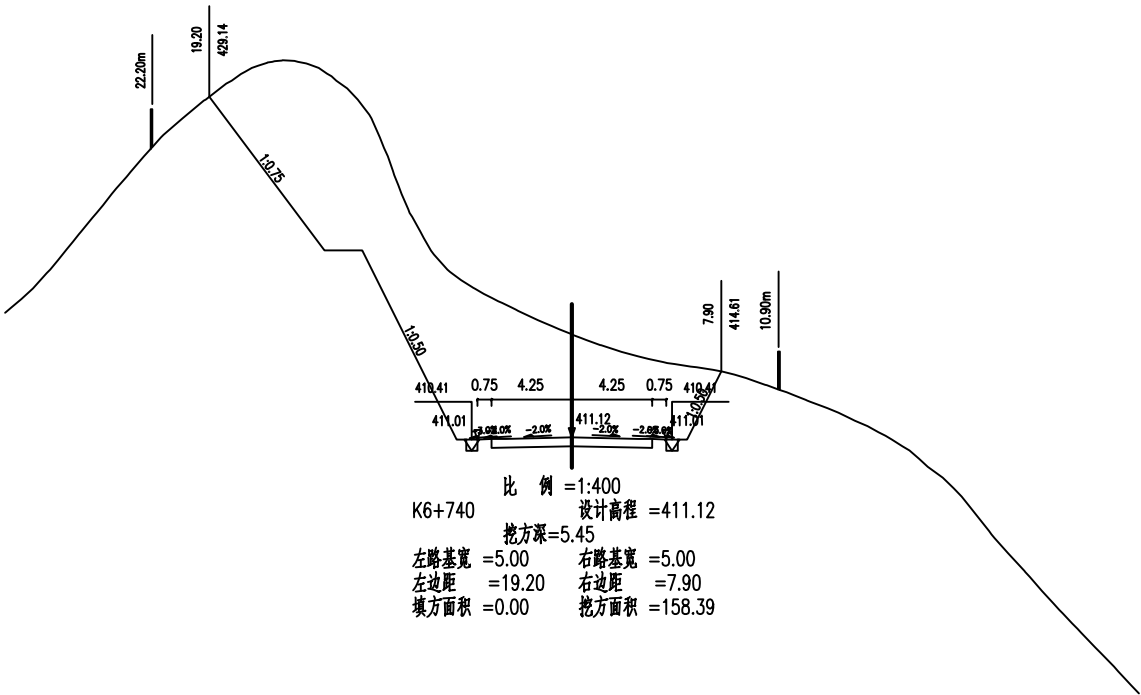 19.20
429.14
22.20m
1:0.75
7.90
414.61
10.90m
1:0.50
410.41 0.75 4.25 4.25 0.75 410.41
1:0.50
411.01 411.12 411.01
-2.0% -2.0%
比 例 =1:400
K6+740 设计高程 =411.12
挖方深=5.45
左路基宽 =5.00 右路基宽 =5.00
左边距 =19.20 右边距 =7.90
填方面积 =0.00 挖方面积 =158.39